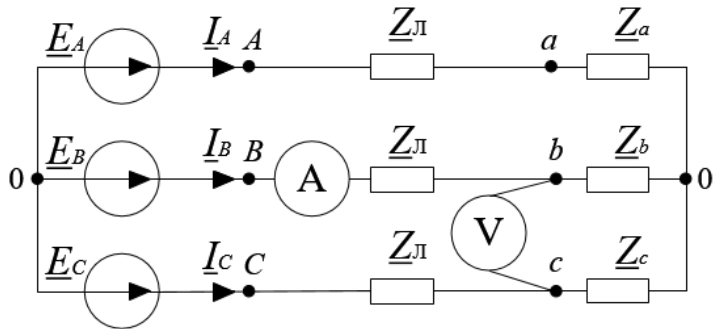 E_A I_A A Z_Л a Z_a
E_B I_B B A Z_Л b Z_b
0 0
V
E_C I_C C Z_Л c Z_c